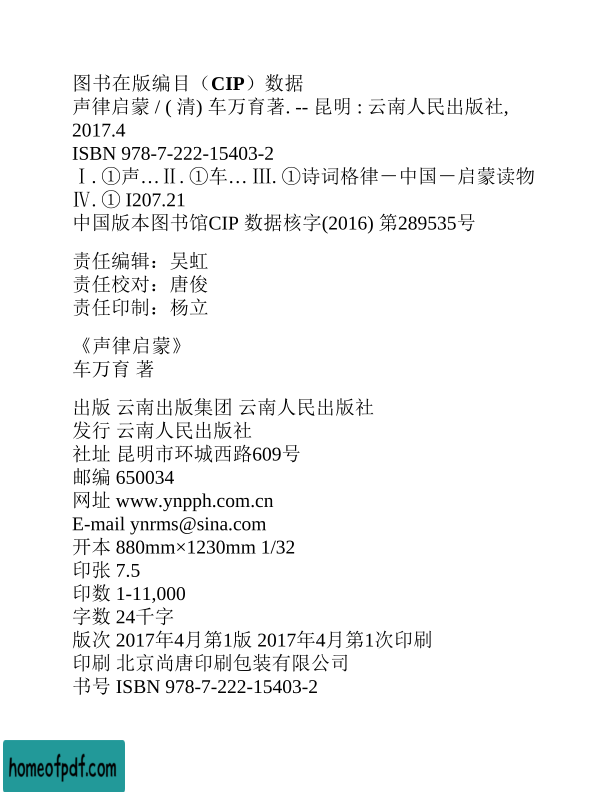 图书在版编目（CIP）数据
声律启蒙 / ( 清) 车万育著. -- 昆明 : 云南人民出版社,
2017.4
ISBN 978-7-222-15403-2
Ⅰ. ①声…Ⅱ. ①车… Ⅲ. ①诗词格律－中国－启蒙读物
Ⅳ. ① I207.21
中国版本图书馆CIP 数据核字(2016) 第289535号
责任编辑：吴虹
责任校对：唐俊
责任印制：杨立
《声律启蒙》
车万育 著
出版 云南出版集团 云南人民出版社
发行 云南人民出版社
社址 昆明市环城西路609号
邮编 650034
网址 www.ynpph.com.cn
E-mail ynrms@sina.com
开本 880mm×1230mm 1/32
印张 7.5
印数 1-11,000
字数 24千字
版次 2017年4月第1版 2017年4月第1次印刷
印刷 北京尚唐印刷包装有限公司
书号 ISBN 978-7-222-15403-2
homeofpdf.com